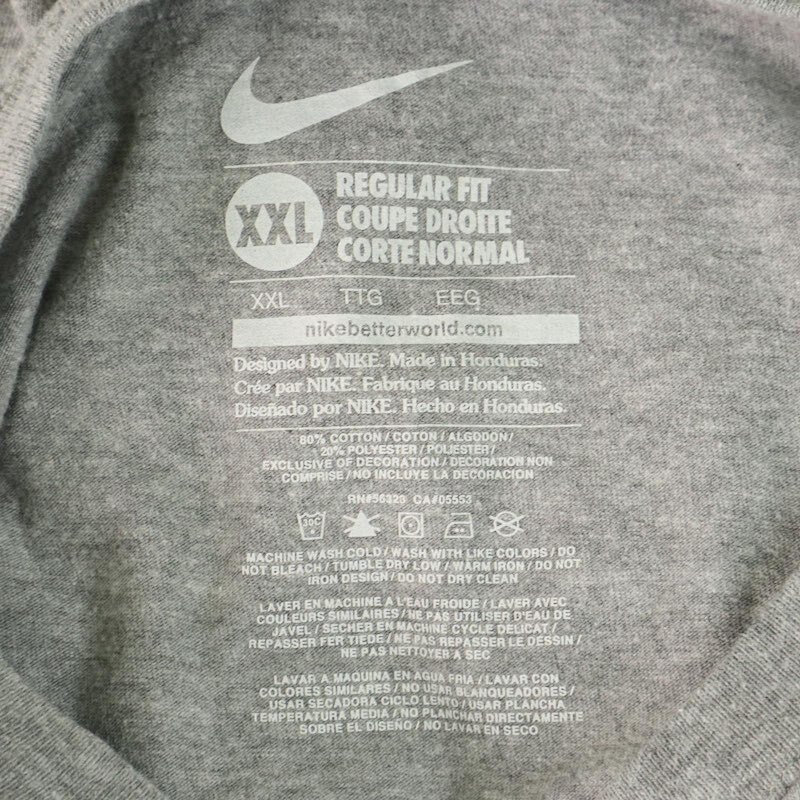 XXL
REGULAR FIT
COUPE DROITE
CORTE NORMAL
XXL TTG EEG
nikebetterworld.com
Designed by NIKE. Made in Honduras.
Crée par NIKE. Fabrique au Honduras.
Diseñado por NIKE. Hecho en Honduras.
80% COTTON / COTON / ALGODON /
20% POLYESTER / POLIESTER /
EXCLUSIVE OF DECORATION / DECORATION NON
COMPRISE / NO INCLUYE LA DECORACION
RN#56323 CA#05553
30C
MACHINE WASH COLD / WASH WITH LIKE COLORS / DO
NOT BLEACH / TUMBLE DRY LOW / WARM IRON / DO NOT
IRON DESIGN / DO NOT DRY CLEAN
LAVER EN MACHINE A L'EAU FROIDE / LAVER AVEC
COULEURS SIMILAIRES / NE PAS UTILISER D'EAU DE
JAVEL / SECHER EN MACHINE CYCLE DELICAT /
REPASSER FER TIEDE / NE PAS REPASSER LE DESSIN /
NE PAS NETTOYER A SEC
LAVAR A MAQUINA EN AGUA FRIA / LAVAR CON
COLORES SIMILARES / NO USAR BLANQUEADORES /
USAR SECADORA CICLO LENTO / USAR PLANCHA
TEMPERATURA MEDIA / NO PLANCHAR DIRECTAMENTE
SOBRE EL DISEÑO / NO LAVAR EN SECO